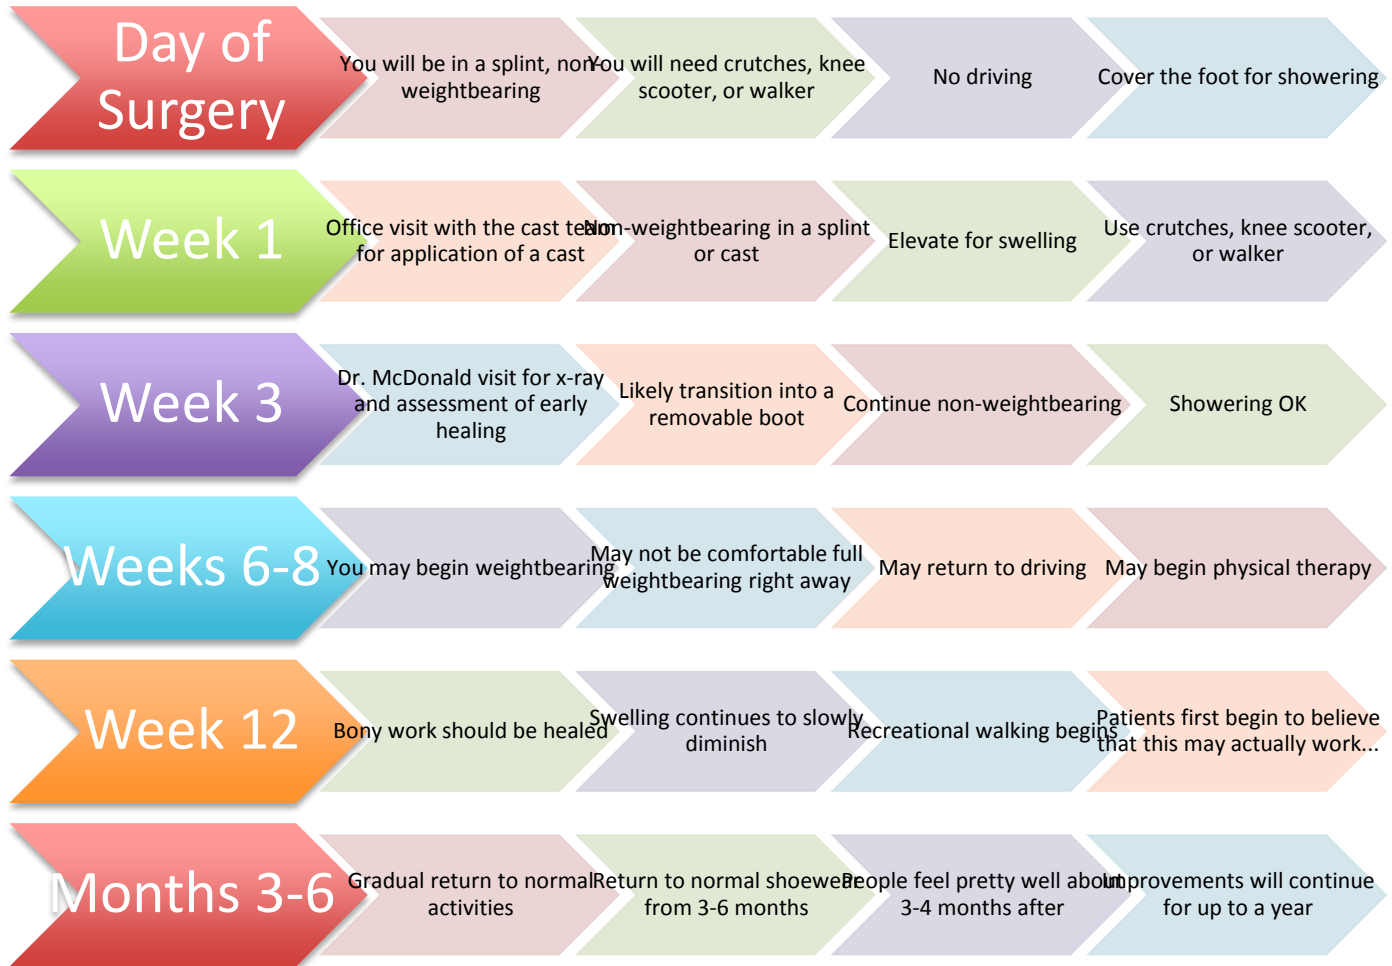 Day of
Surgery
You will be in a splint, non-
weightbearing
You will need crutches, knee
scooter, or walker
No driving
Cover the foot for showering
Week 1
Office visit with the cast team
for application of a cast
Non-weightbearing in a splint
or cast
Elevate for swelling
Use crutches, knee scooter,
or walker
Week 3
Dr. McDonald visit for x-ray
and assessment of early
healing
Likely transition into a
removable boot
Continue non-weightbearing
Showering OK
Weeks 6-8
You may begin weightbearing
May not be comfortable full
weightbearing right away
May return to driving
May begin physical therapy
Week 12
Bony work should be healed
Swelling continues to slowly
diminish
Recreational walking begins
Patients first begin to believe
that this may actually work...
Months 3-6
Gradual return to normal
activities
Return to normal shoewear
from 3-6 months
People feel pretty well about
3-4 months after
Improvements will continue
for up to a year